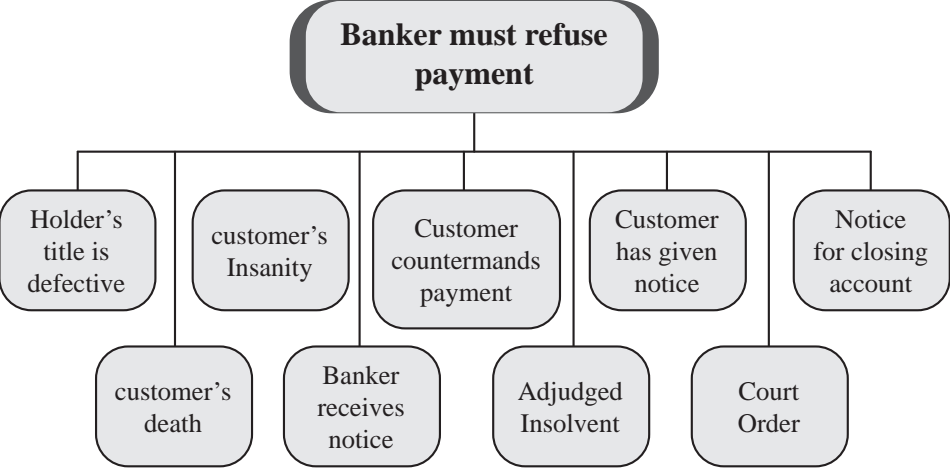 Banker must refuse
payment
Holder's
title is
defective
customer's
Insanity
Customer
countermands
payment
Customer
has given
notice
Notice
for closing
account
customer's
death
Banker
receives
notice
Adjudged
Insolvent
Court
Order